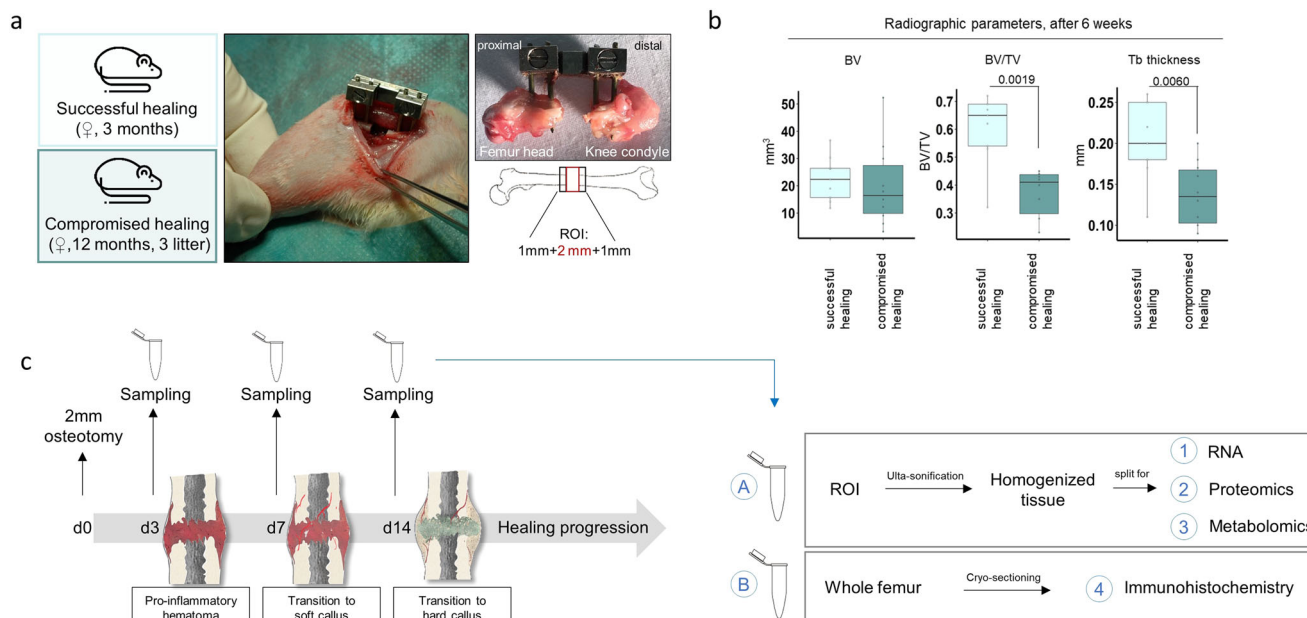 a
Successful healing
(♀, 3 months)
Compromised healing
(♀,12 months, 3 litter)
proximal
distal
Femur head
Knee condyle
ROI:
1mm+2 mm+1mm
b
Radiographic parameters, after 6 weeks
BV
BV/TV
Tb thickness
0.0019
0.0060
mm³
50
40
30
20
10
BV/TV
0.7
0.6
0.5
0.4
0.3
mm
0.25
0.20
0.15
0.10
successful
healing
compromised
healing
successful
healing
compromised
healing
successful
healing
compromised
healing
c
Sampling
Sampling
Sampling
2mm
osteotomy
d0
d3
d7
d14
Healing progression
Pro-inflammatory
hematoma
Transition to
soft callus
Transition to
hard callus
A
ROI
Ulta-sonification
Homogenized
tissue
split for
1 RNA
2 Proteomics
3 Metabolomics
B
Whole femur
Cryo-sectioning
4 Immunohistochemistry